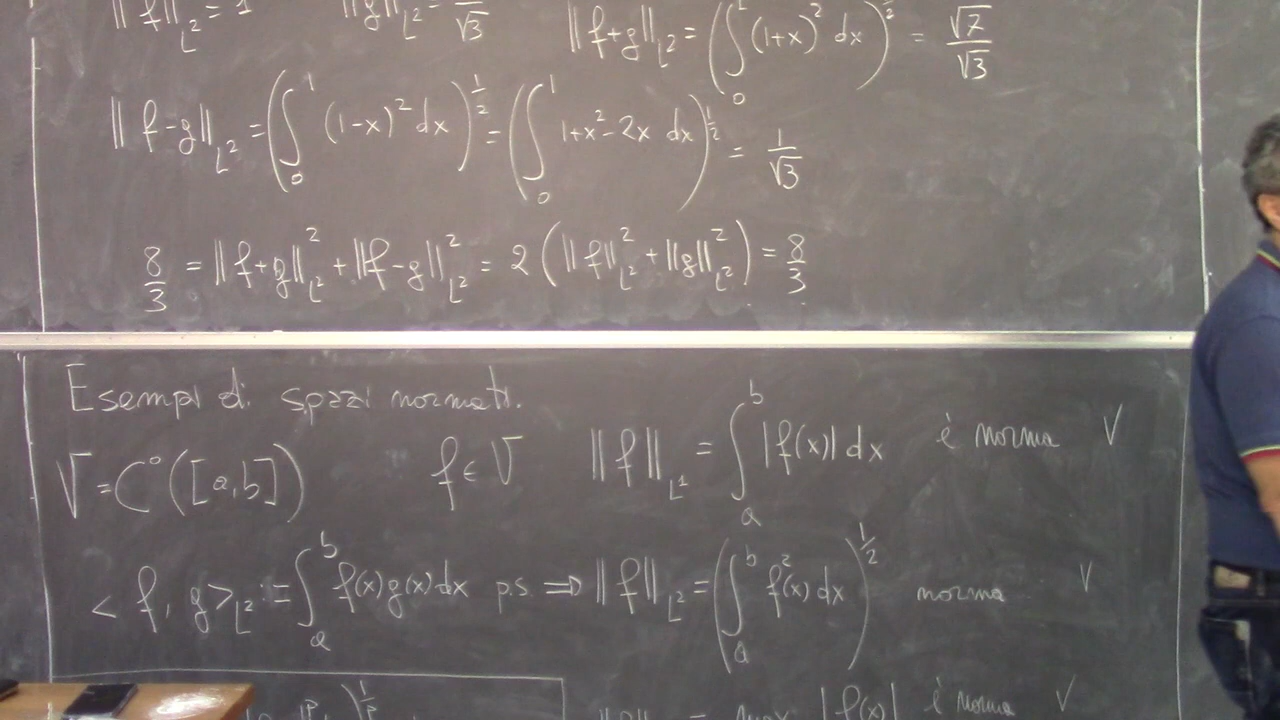 ‖f‖_{L²} = 1   ‖g‖_{L²} = 1/√3   ‖f+g‖_{L²} = (∫₀¹ (1+x)² dx)^{1/2} = √7/√3
‖f-g‖_{L²} = (∫₀¹ (1-x)² dx)^{1/2} = (∫₀¹ 1+x²-2x dx)^{1/2} = 1/√3
8/3 = ‖f+g‖²_{L²} + ‖f-g‖²_{L²} = 2 (‖f‖²_{L²} + ‖g‖²_{L²}) = 8/3
Esempi di spazi normati.
V = C⁰([a,b])   f ∈ V   ‖f‖_{L¹} = ∫ₐᵇ |f(x)| dx   è norma   V
< f, g >_{L²} := ∫ₐᵇ f(x)g(x)dx   p.s. ⇒ ‖f‖_{L²} = (∫ₐᵇ f²(x) dx)^{1/2}   norma   V
max |f(x)|   è norma   V